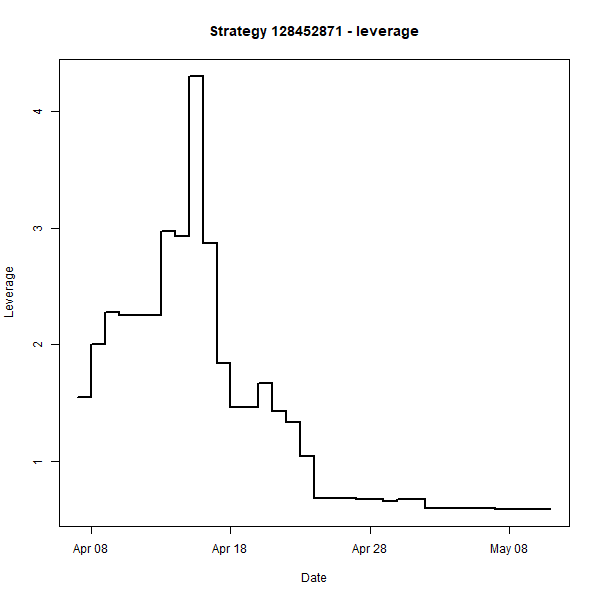 Strategy 128452871 - leverage
Leverage
4
3
2
1
Apr 08 Apr 18 Apr 28 May 08
Date